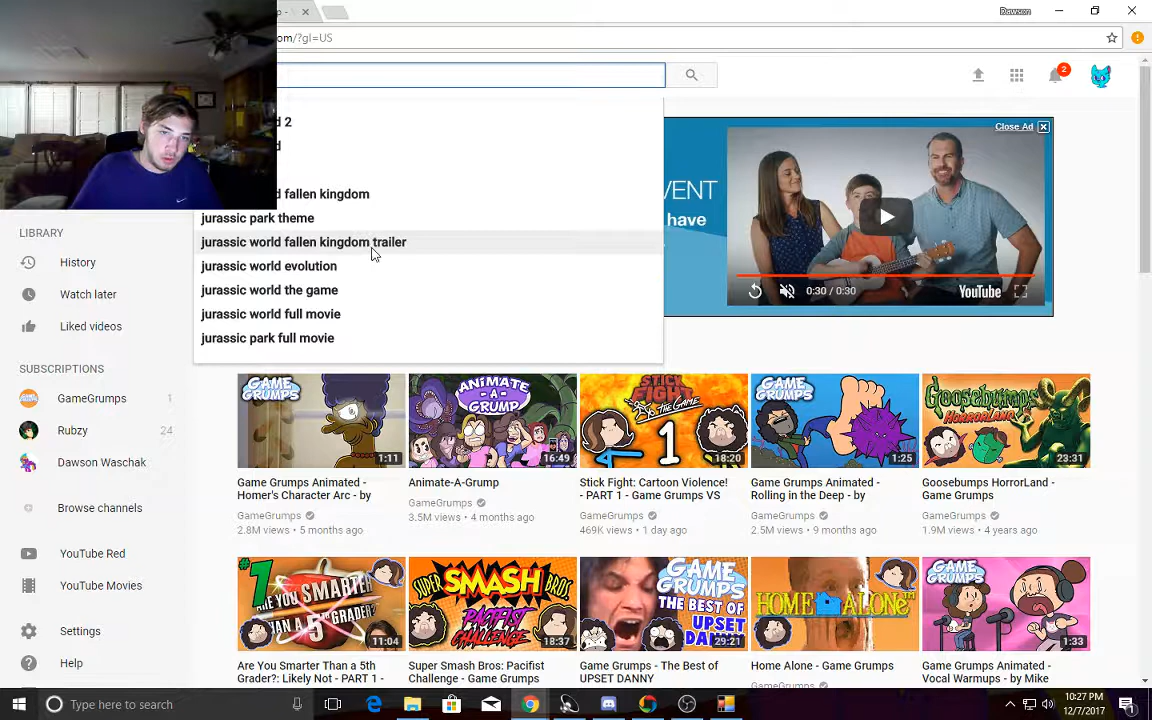 Dawson
om/?gl=US
2
d 2
d
d fallen kingdom
jurassic park theme
jurassic world fallen kingdom trailer
jurassic world evolution
jurassic world the game
jurassic world full movie
jurassic park full movie
Close Ad
VENT
have
0:30 / 0:30
YouTube
LIBRARY
History
Watch later
Liked videos
SUBSCRIPTIONS
GameGrumps 1
Rubzy 24
Dawson Waschak
Browse channels
YouTube Red
YouTube Movies
Settings
Help
GAME GRUMPS
1:11
Game Grumps Animated -
Homer's Character Arc - by
GameGrumps
2.8M views • 5 months ago
ANIMATE
-A-
GRUMP
16:49
Animate-A-Grump
GameGrumps
3.5M views • 4 months ago
STICK FIGHT
THE GAME
1
18:20
Stick Fight: Cartoon Violence!
- PART 1 - Game Grumps VS
GameGrumps
469K views • 1 day ago
GAME GRUMPS
1:25
Game Grumps Animated -
Rolling in the Deep - by
GameGrumps
2.5M views • 9 months ago
Goosebumps
HORRORLAND
23:31
Goosebumps HorrorLand -
Game Grumps
GameGrumps
1.9M views • 4 years ago
#1
ARE YOU SMARTER
THAN A 5th
GRADER?
11:04
Are You Smarter Than a 5th
Grader?: Likely Not - PART 1 -
SUPER
SMASH BROS
PACIFIST
CHALLENGE
18:37
Super Smash Bros: Pacifist
Challenge - Game Grumps
GAME GRUMPS
THE BEST OF
UPSET
DANNY
29:21
Game Grumps - The Best of
UPSET DANNY
HOME ALONE
Home Alone - Game Grumps
GAME GRUMPS
1:33
Game Grumps Animated -
Vocal Warmups - by Mike
Type here to search
10:27 PM
12/7/2017
1